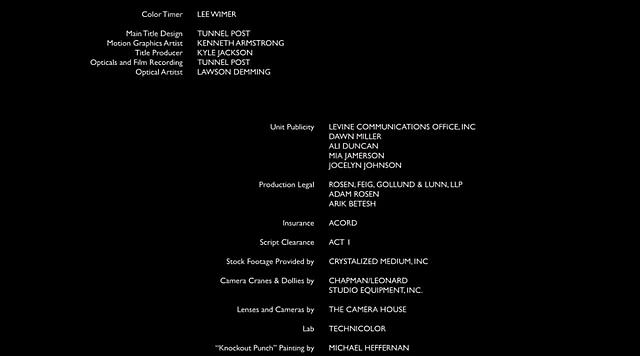 Color Timer LEE WIMER
Main Title Design TUNNEL POST
Motion Graphics Artist KENNETH ARMSTRONG
Title Producer KYLE JACKSON
Opticals and Film Recording TUNNEL POST
Optical Artitst LAWSON DEMMING
Unit Publicity LEVINE COMMUNICATIONS OFFICE, INC
DAWN MILLER
ALI DUNCAN
MIA JAMERSON
JOCELYN JOHNSON
Production Legal ROSEN, FEIG, GOLLUND & LUNN, LLP
ADAM ROSEN
ARIK BETESH
Insurance ACORD
Script Clearance ACT 1
Stock Footage Provided by CRYSTALIZED MEDIUM, INC
Camera Cranes & Dollies by CHAPMAN/LEONARD
STUDIO EQUIPMENT, INC.
Lenses and Cameras by THE CAMERA HOUSE
Lab TECHNICOLOR
"Knockout Punch" Painting by MICHAEL HEFFERNAN